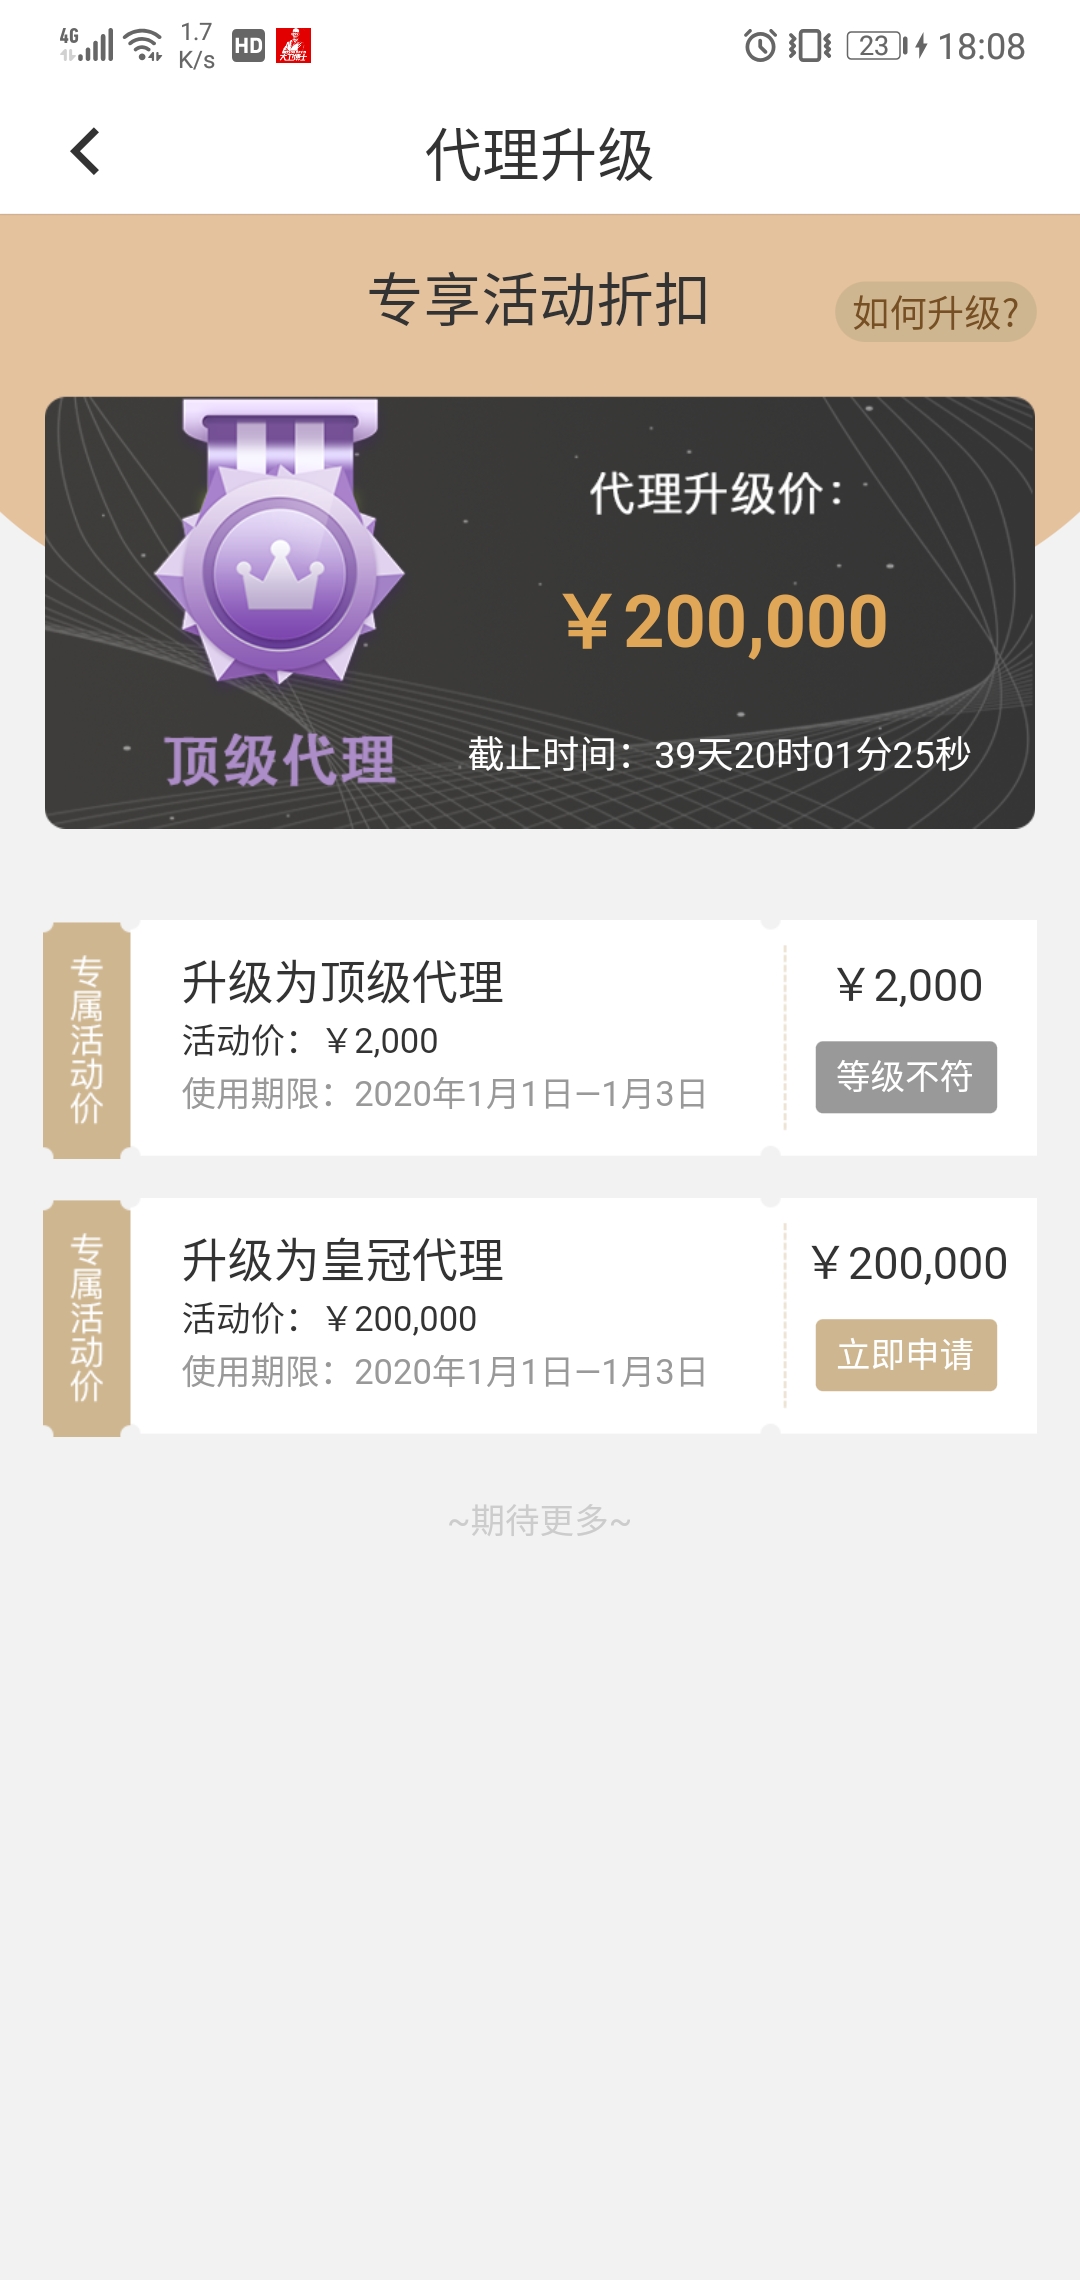 4G
1.7
K/s
HD
大卫博士
23
18:08
代理升级
专享活动折扣
如何升级?
代理升级价：
￥200,000
顶级代理
截止时间：39天20时01分25秒
专属活动价
升级为顶级代理
活动价：￥2,000
使用期限：2020年1月1日—1月3日
￥2,000
等级不符
专属活动价
升级为皇冠代理
活动价：￥200,000
使用期限：2020年1月1日—1月3日
￥200,000
立即申请
~期待更多~